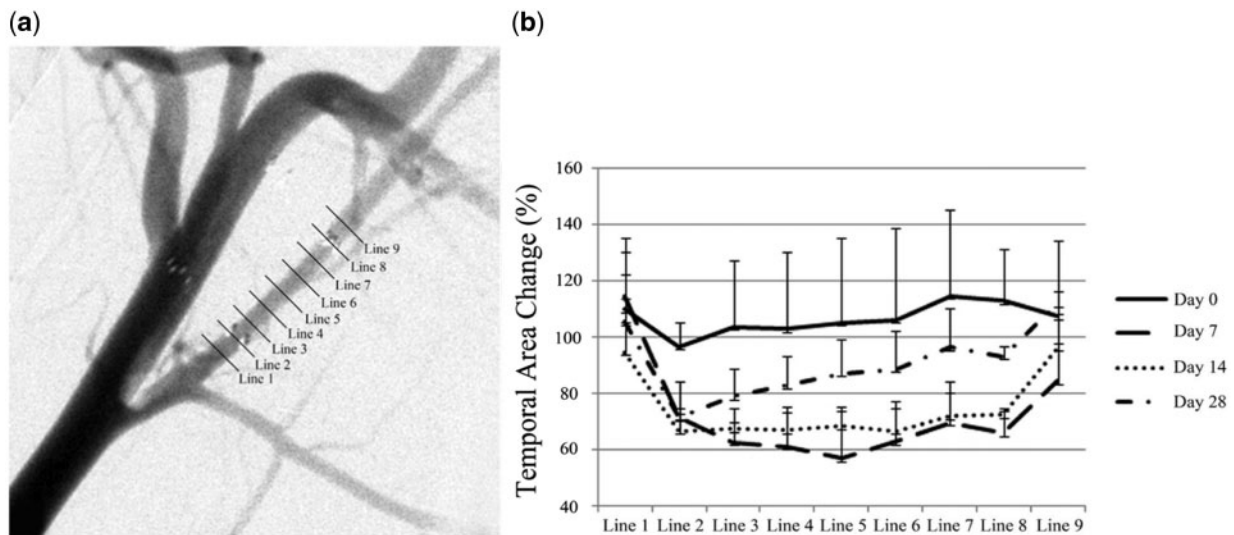 (a)
Line 9
Line 8
Line 7
Line 6
Line 5
Line 4
Line 3
Line 2
Line 1
(b)
Temporal Area Change (%)
160
140
120
100
80
60
40
Line 1 Line 2 Line 3 Line 4 Line 5 Line 6 Line 7 Line 8 Line 9
Day 0
Day 7
Day 14
Day 28